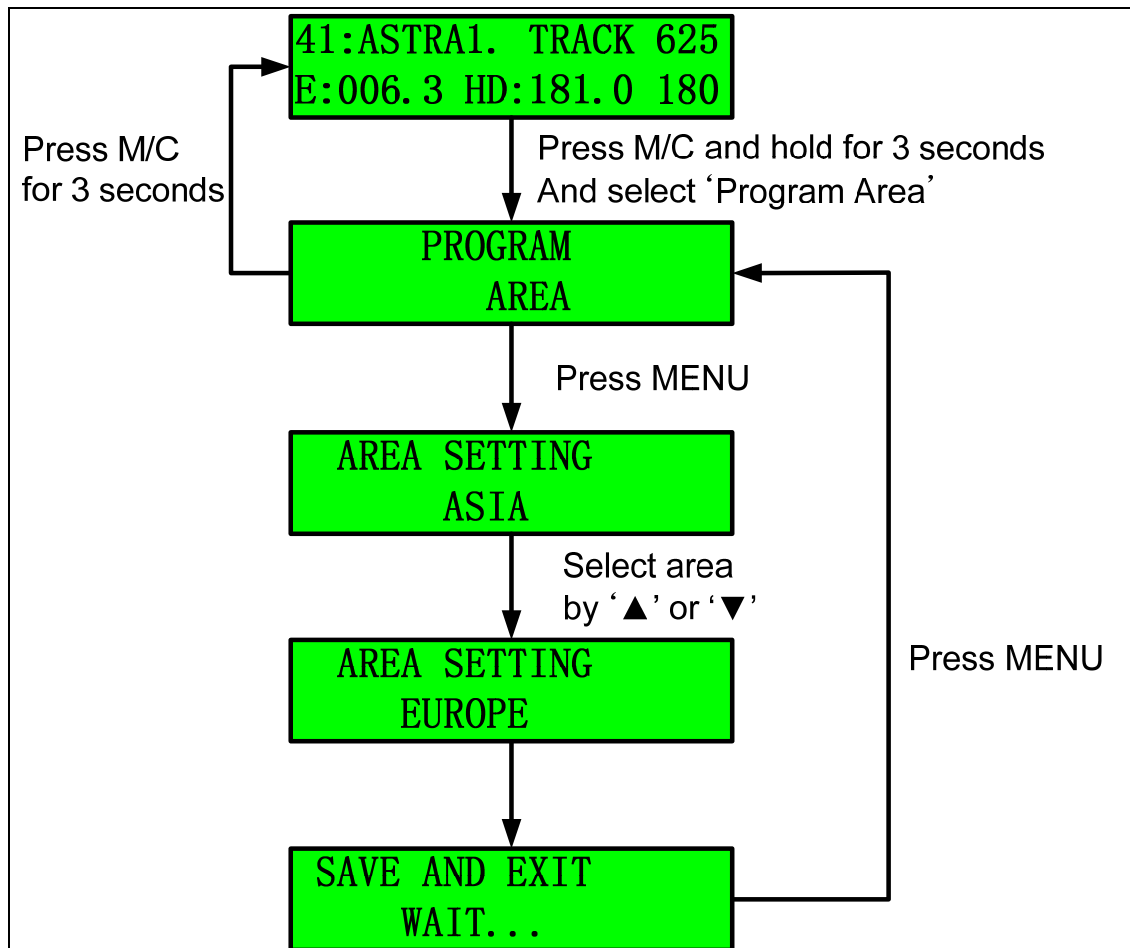 41:ASTRA1. TRACK 625
E:006.3 HD:181.0 180
Press M/C
for 3 seconds
Press M/C and hold for 3 seconds
And select ‘Program Area’
PROGRAM
AREA
Press MENU
AREA SETTING
ASIA
Select area
by ‘▲’ or ‘▼’
AREA SETTING
EUROPE
Press MENU
SAVE AND EXIT
WAIT...